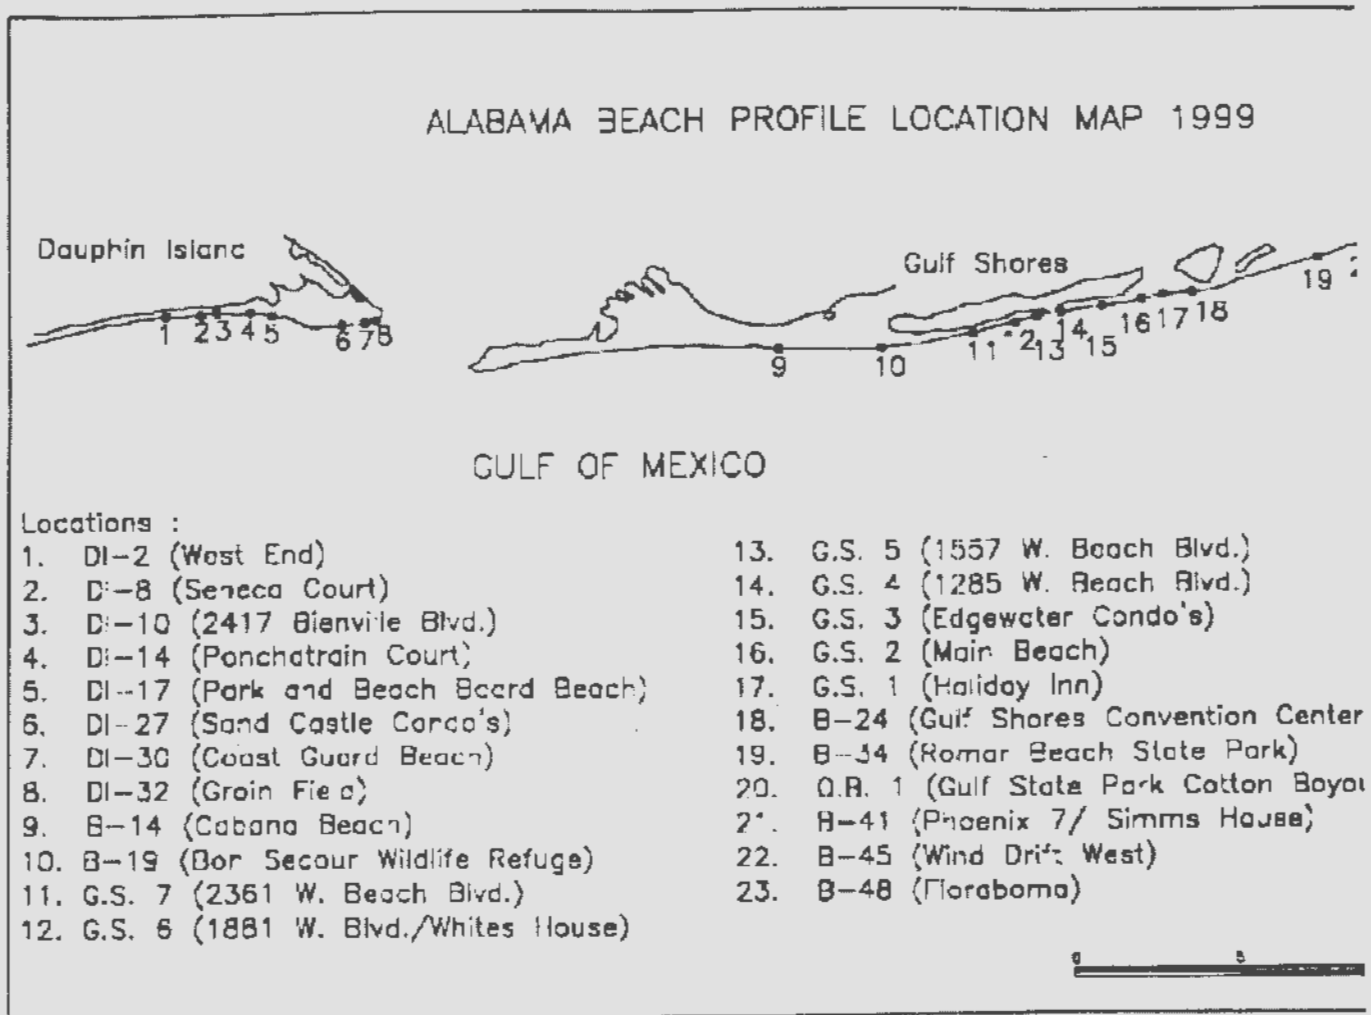 ALABAMA BEACH PROFILE LOCATION MAP 1999
Dauphin Island
Gulf Shores
1 2 3 4 5 6 7 8
9 10 11 12 13 14 15 16 17 18 19 2
GULF OF MEXICO
Locations :
1. DI-2 (West End)
2. DI-8 (Seneca Court)
3. DI-10 (2417 Bienville Blvd.)
4. DI-14 (Ponchatrain Court)
5. DI-17 (Park and Beach Board Beach)
6. DI-27 (Sand Castle Condo's)
7. DI-30 (Coast Guard Beach)
8. DI-32 (Groin Field)
9. B-14 (Cabana Beach)
10. B-19 (Bon Secour Wildlife Refuge)
11. G.S. 7 (2361 W. Beach Blvd.)
12. G.S. 6 (1881 W. Blvd./Whites House)
13. G.S. 5 (1557 W. Beach Blvd.)
14. G.S. 4 (1285 W. Beach Blvd.)
15. G.S. 3 (Edgewater Condo's)
16. G.S. 2 (Main Beach)
17. G.S. 1 (Holiday Inn)
18. B-24 (Gulf Shores Convention Center
19. B-34 (Romar Beach State Park)
20. O.B. 1 (Gulf State Park Cotton Bayou
21. B-41 (Phoenix 7/ Simms House)
22. B-45 (Wind Drift West)
23. B-48 (Florabama)
0 5